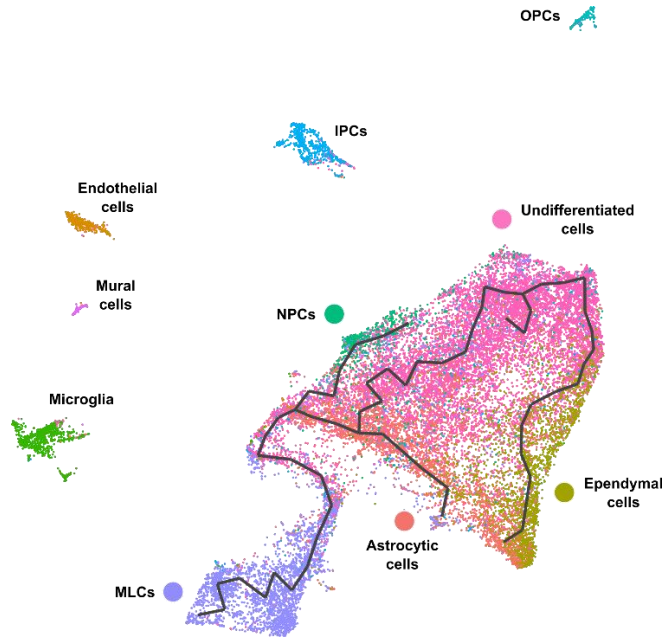 OPCs
IPCs
Endothelial
cells
Undifferentiated
cells
Mural
cells
NPCs
Microglia
Ependymal
cells
Astrocytic
cells
MLCs